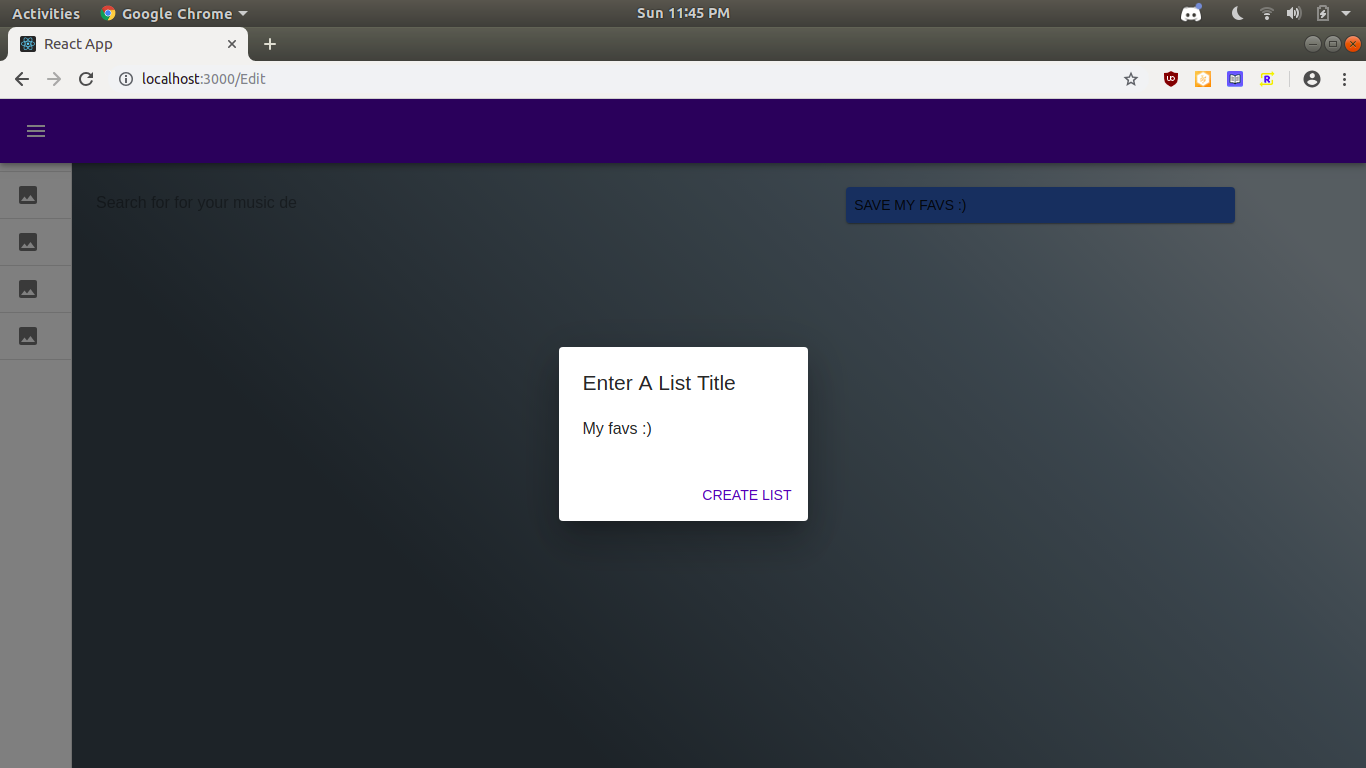 Activities
Google Chrome
Sun 11:45 PM
React App
localhost:3000/Edit
UD
R
Search for for your music de
SAVE MY FAVS :)
Enter A List Title
My favs :)
CREATE LIST